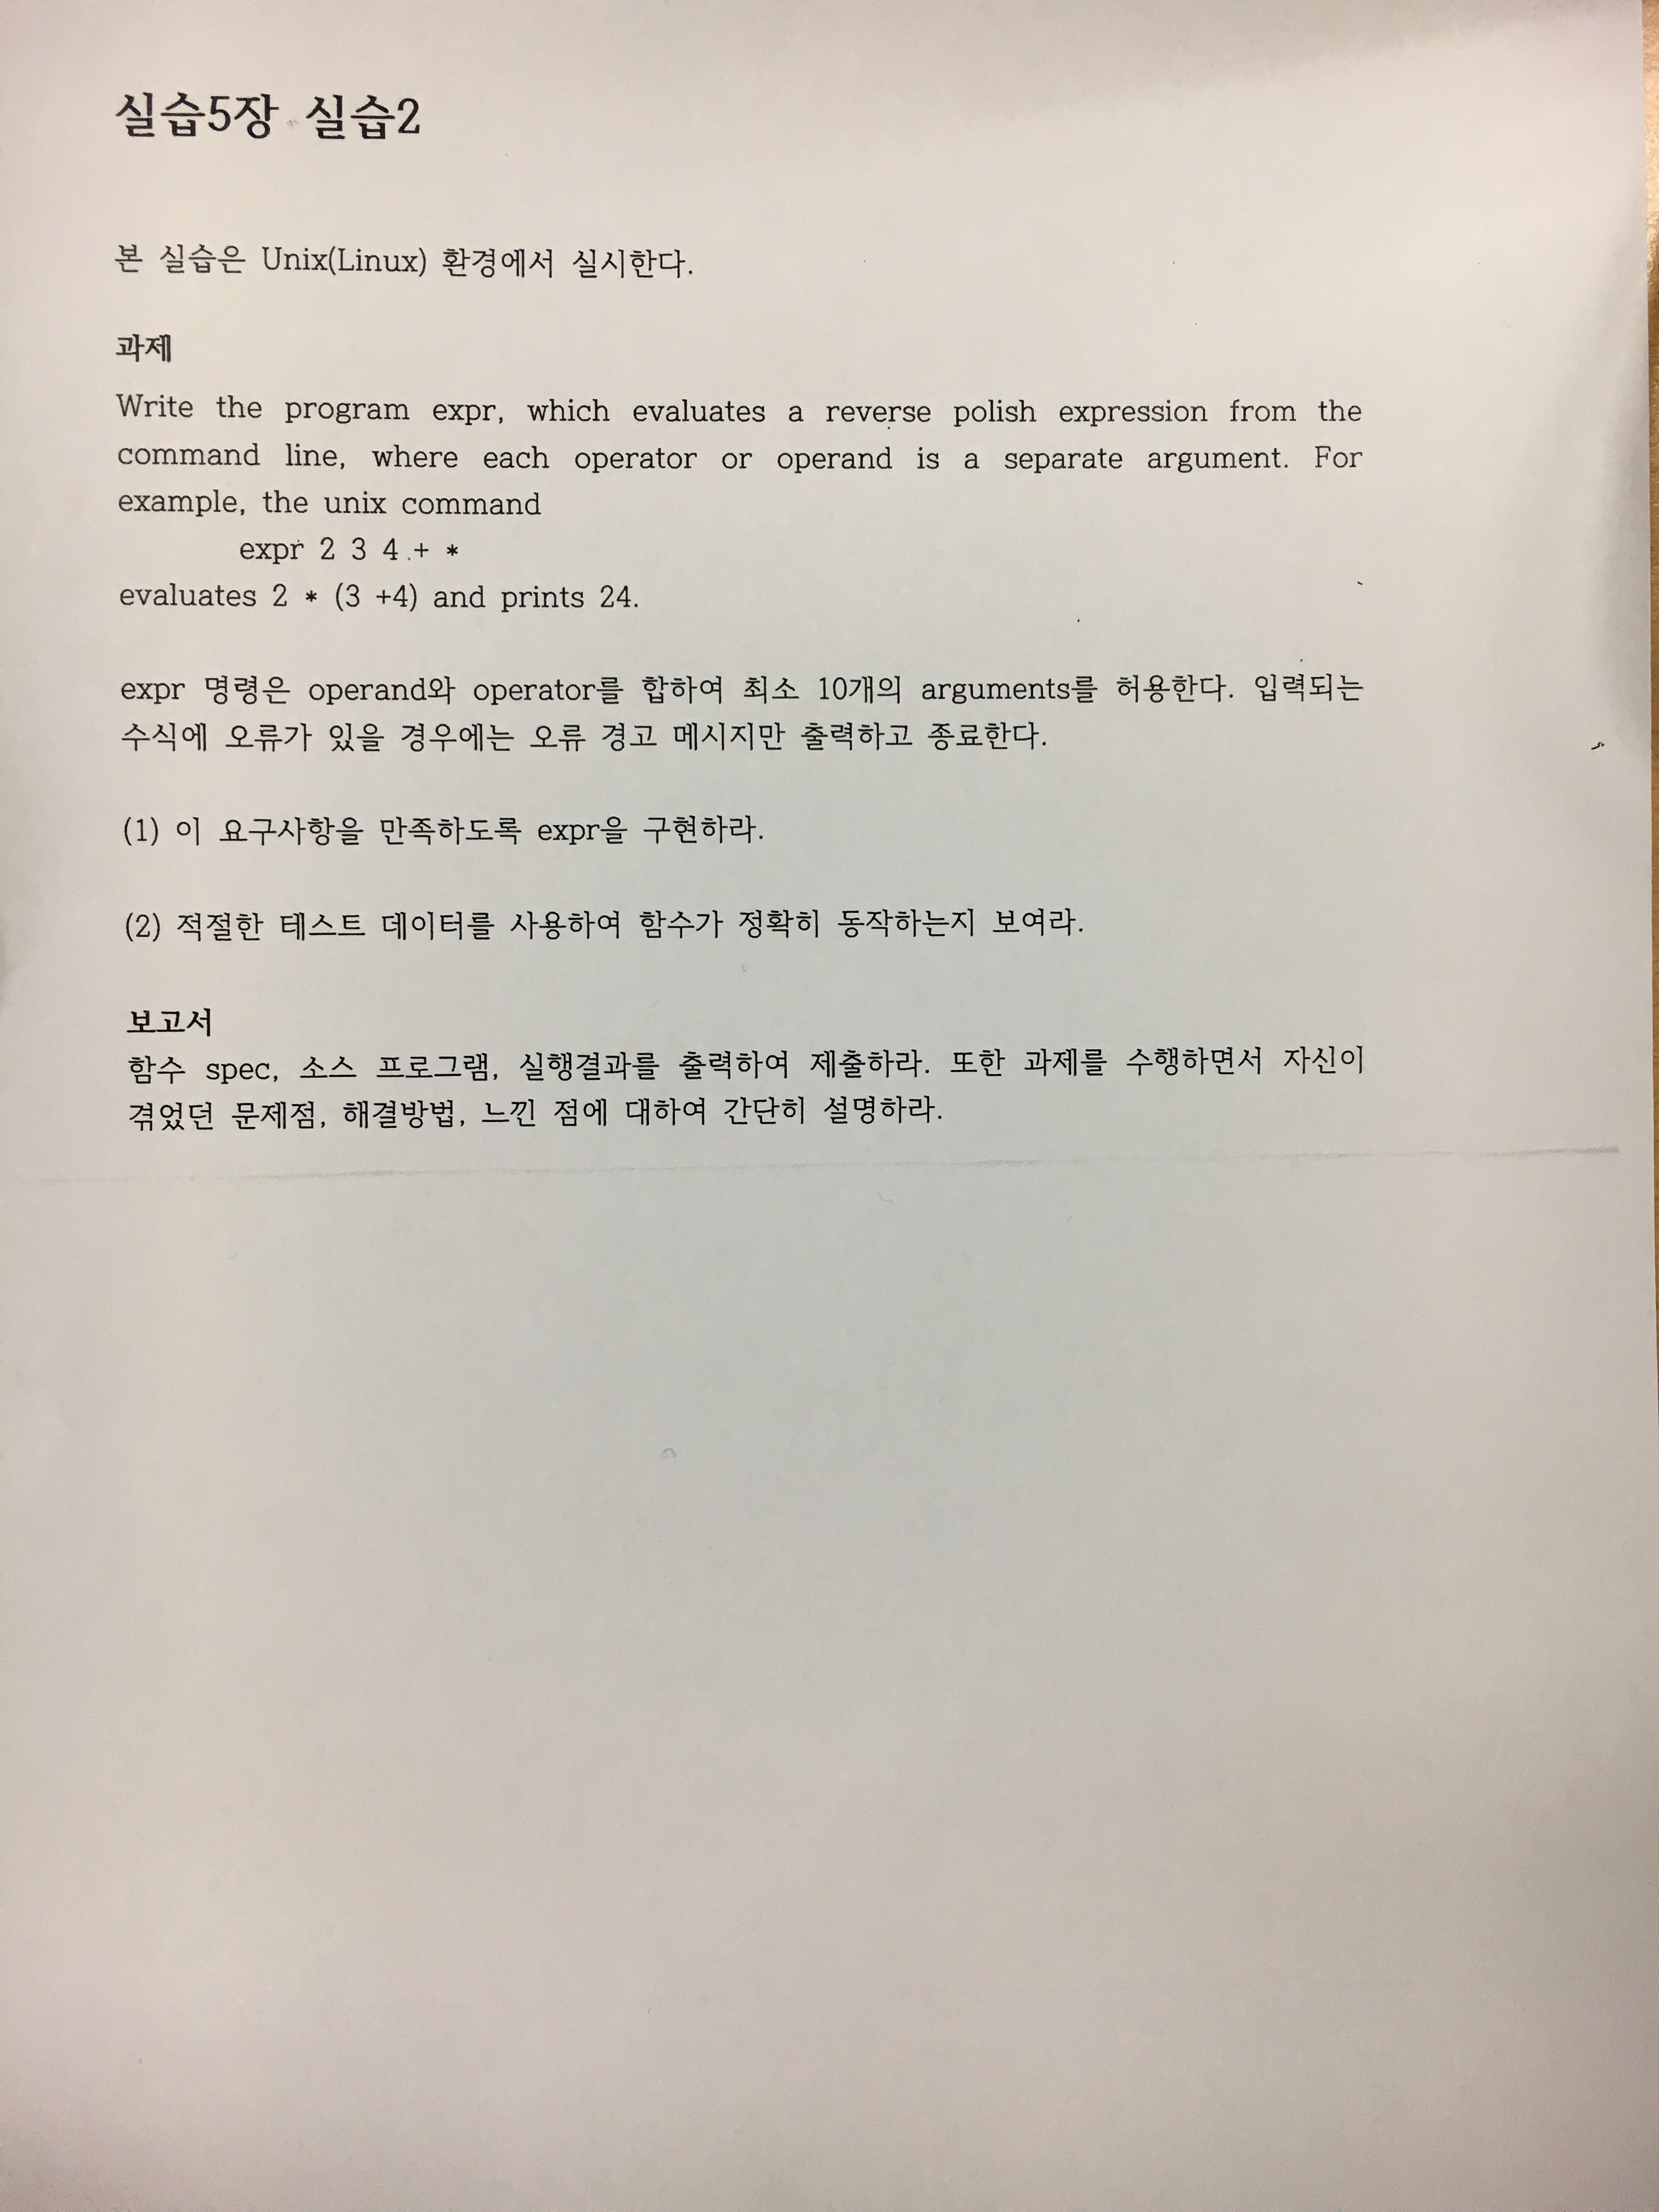 실습5장 실습2
본 실습은 Unix(Linux) 환경에서 실시한다.
과제
Write the program expr, which evaluates a reverse polish expression from the
command line, where each operator or operand is a separate argument. For
example, the unix command
expr 2 3 4 + *
evaluates 2 * (3 +4) and prints 24.
expr 명령은 operand와 operator를 합하여 최소 10개의 arguments를 허용한다. 입력되는
수식에 오류가 있을 경우에는 오류 경고 메시지만 출력하고 종료한다.
(1) 이 요구사항을 만족하도록 expr을 구현하라.
(2) 적절한 테스트 데이터를 사용하여 함수가 정확히 동작하는지 보여라.
보고서
함수 spec, 소스 프로그램, 실행결과를 출력하여 제출하라. 또한 과제를 수행하면서 자신이
겪었던 문제점, 해결방법, 느낀 점에 대하여 간단히 설명하라.